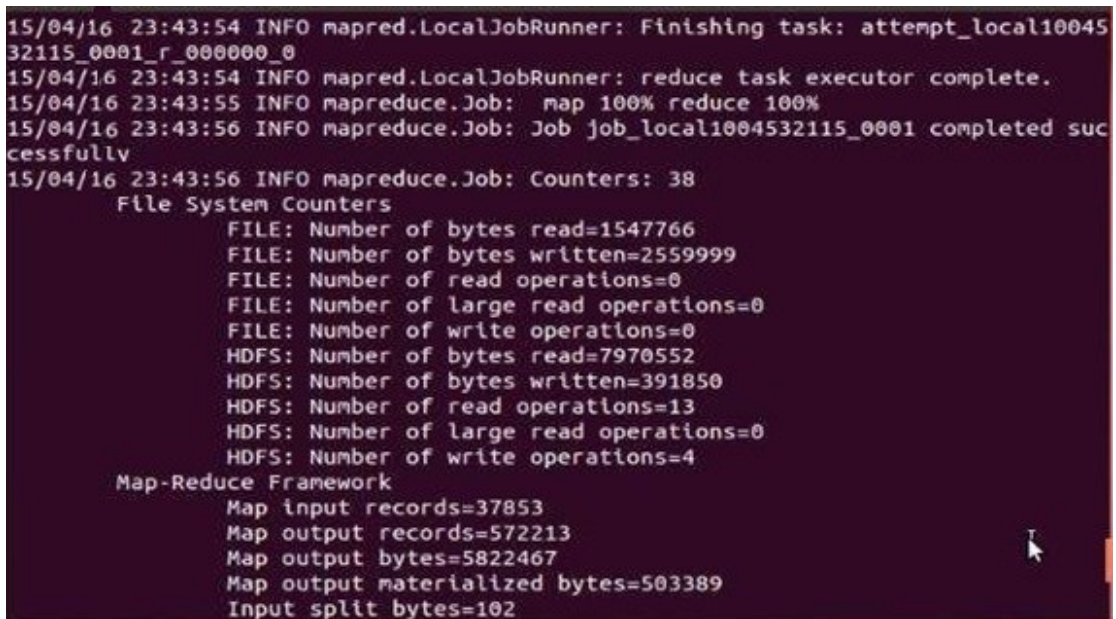 15/04/16 23:43:54 INFO mapred.LocalJobRunner: Finishing task: attempt_local10045
32115_0001_r_000000_0
15/04/16 23:43:54 INFO mapred.LocalJobRunner: reduce task executor complete.
15/04/16 23:43:55 INFO mapreduce.Job:  map 100% reduce 100%
15/04/16 23:43:56 INFO mapreduce.Job: Job job_local1004532115_0001 completed suc
cessfully
15/04/16 23:43:56 INFO mapreduce.Job: Counters: 38
File System Counters
FILE: Number of bytes read=1547766
FILE: Number of bytes written=2559999
FILE: Number of read operations=0
FILE: Number of large read operations=0
FILE: Number of write operations=0
HDFS: Number of bytes read=7970552
HDFS: Number of bytes written=391850
HDFS: Number of read operations=13
HDFS: Number of large read operations=0
HDFS: Number of write operations=4
Map-Reduce Framework
Map input records=37853
Map output records=572213
Map output bytes=5822467
Map output materialized bytes=503389
Input split bytes=102